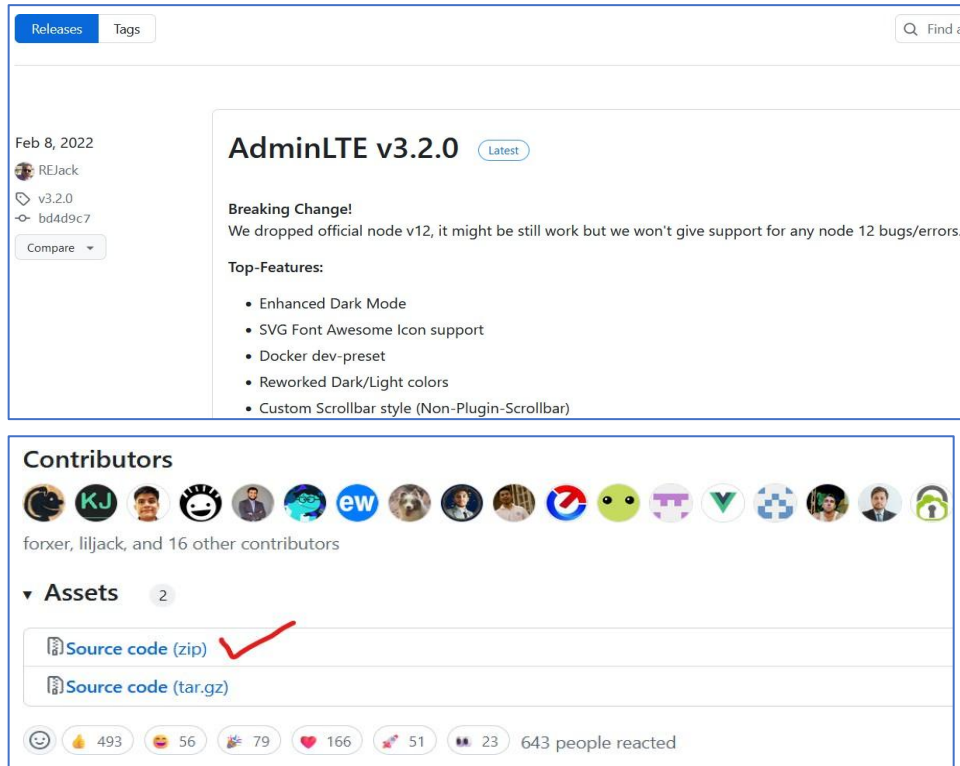 Releases
Tags
Find a
Feb 8, 2022
REJack
v3.2.0
bd4d9c7
Compare
AdminLTE v3.2.0 Latest
Breaking Change!
We dropped official node v12, it might be still work but we won't give support for any node 12 bugs/errors.
Top-Features:
• Enhanced Dark Mode
• SVG Font Awesome Icon support
• Docker dev-preset
• Reworked Dark/Light colors
• Custom Scrollbar style (Non-Plugin-Scrollbar)
Contributors
KJ
ew
forxer, liljack, and 16 other contributors
Assets 2
Source code (zip)
Source code (tar.gz)
493 56 79 166 51 23 643 people reacted